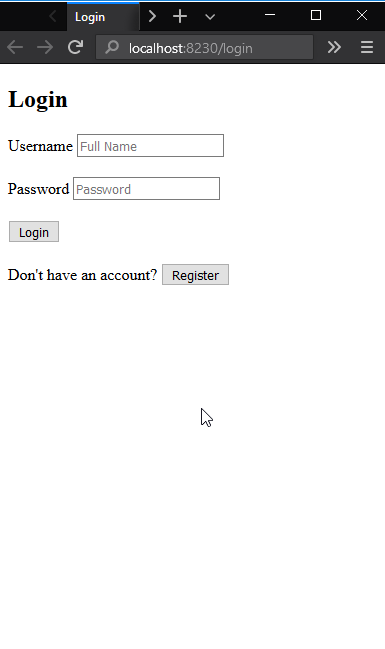 Login
localhost:8230/login
Login
Username Full Name
Password Password
Login
Don't have an account? Register